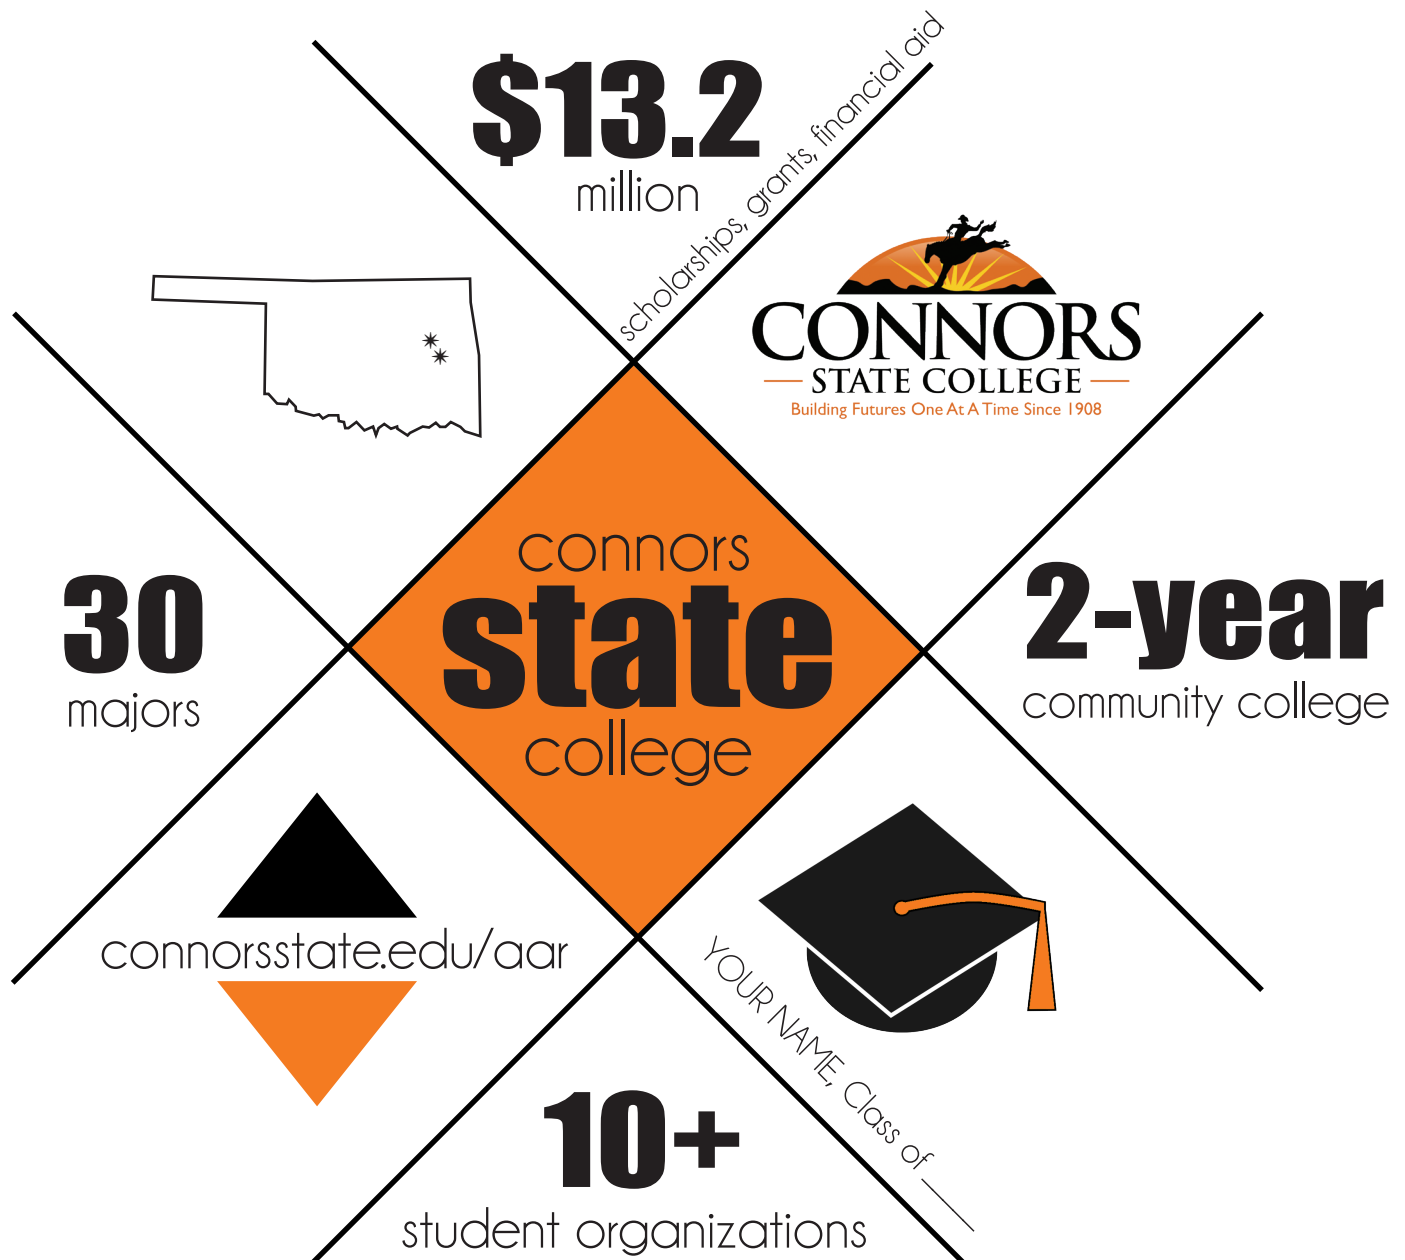 $13.2
million
scholarships, grants, financial aid
CONNORS
STATE COLLEGE
Building Futures One At A Time Since 1908
connors
state
college
30
majors
2-year
community college
connorsstate.edu/aar
YOUR NAME, Class of ____
10+
student organizations